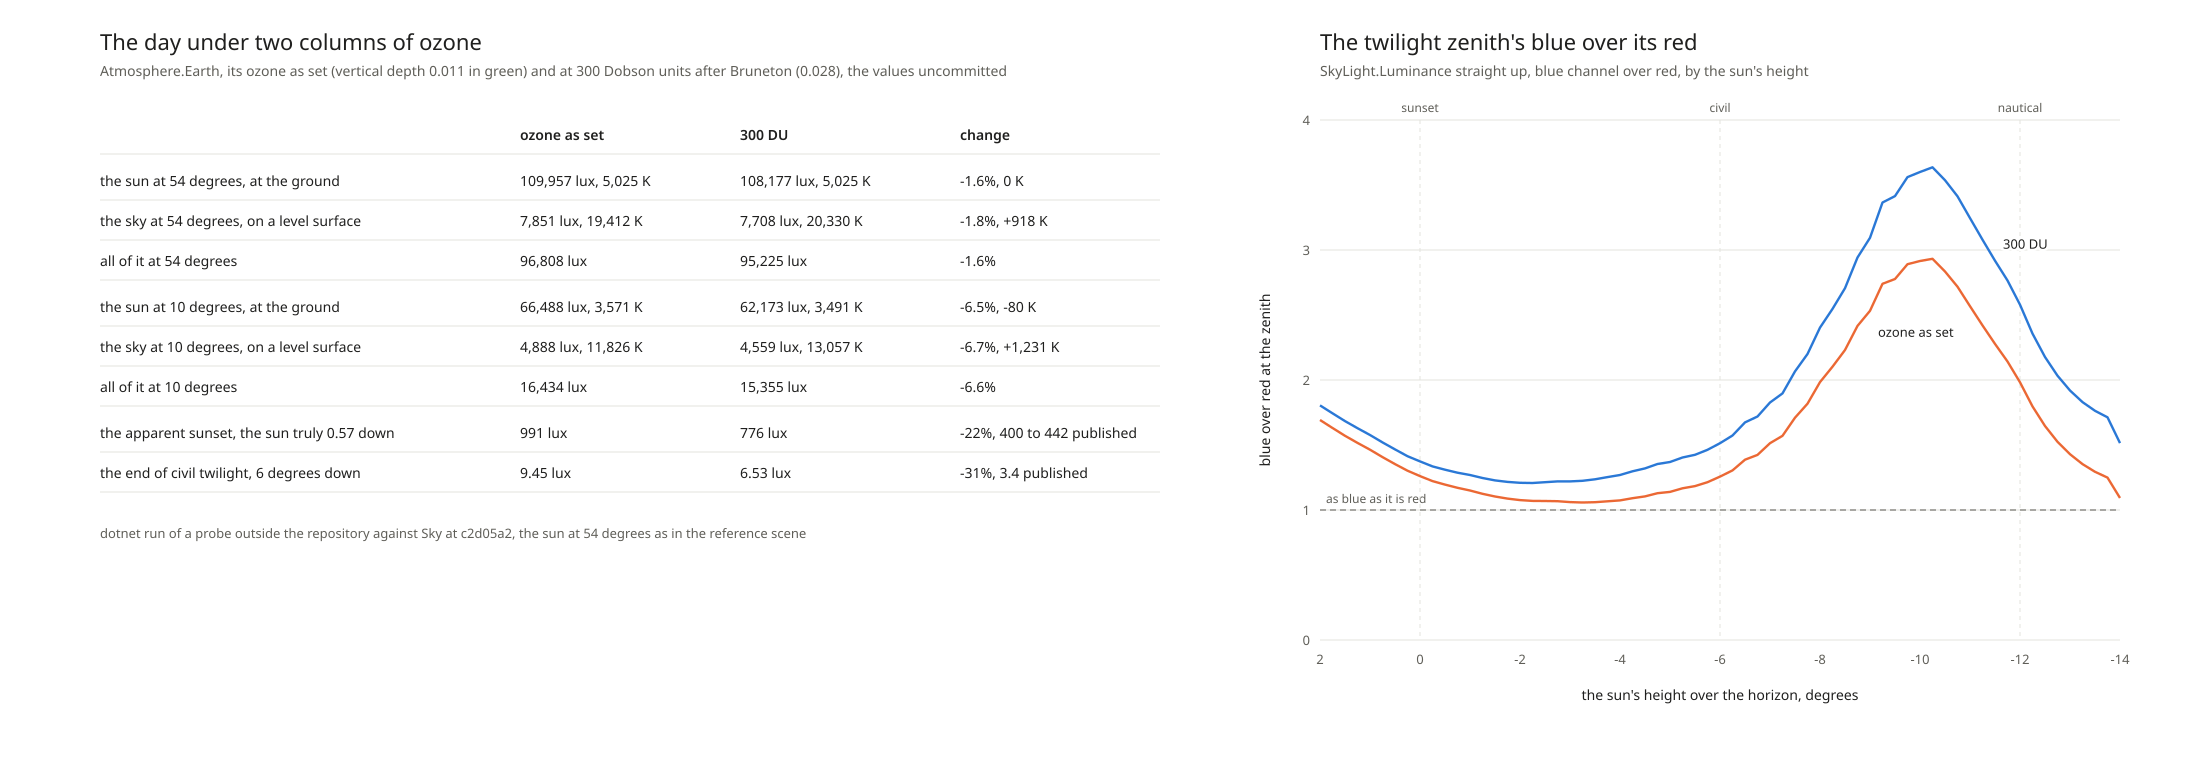 The day under two columns of ozone
Atmosphere.Earth, its ozone as set (vertical depth 0.011 in green) and at 300 Dobson units after Bruneton (0.028), the values uncommitted
ozone as set 300 DU change
the sun at 54 degrees, at the ground 109,957 lux, 5,025 K 108,177 lux, 5,025 K -1.6%, 0 K
the sky at 54 degrees, on a level surface 7,851 lux, 19,412 K 7,708 lux, 20,330 K -1.8%, +918 K
all of it at 54 degrees 96,808 lux 95,225 lux -1.6%
the sun at 10 degrees, at the ground 66,488 lux, 3,571 K 62,173 lux, 3,491 K -6.5%, -80 K
the sky at 10 degrees, on a level surface 4,888 lux, 11,826 K 4,559 lux, 13,057 K -6.7%, +1,231 K
all of it at 10 degrees 16,434 lux 15,355 lux -6.6%
the apparent sunset, the sun truly 0.57 down 991 lux 776 lux -22%, 400 to 442 published
the end of civil twilight, 6 degrees down 9.45 lux 6.53 lux -31%, 3.4 published
dotnet run of a probe outside the repository against Sky at c2d05a2, the sun at 54 degrees as in the reference scene
The twilight zenith's blue over its red
SkyLight.Luminance straight up, blue channel over red, by the sun's height
sunset civil nautical
4
300 DU
3
ozone as set
2
as blue as it is red
1
0
blue over red at the zenith
2 0 -2 -4 -6 -8 -10 -12 -14
the sun's height over the horizon, degrees